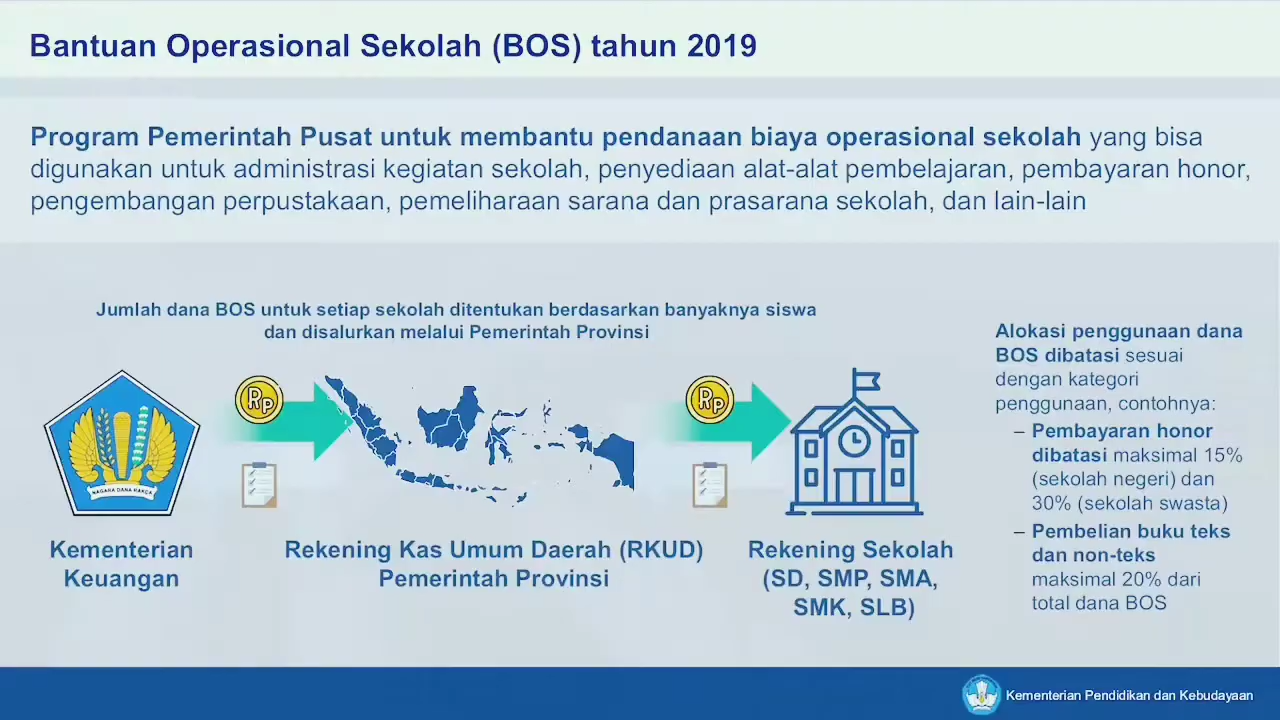 Bantuan Operasional Sekolah (BOS) tahun 2019
Program Pemerintah Pusat untuk membantu pendanaan biaya operasional sekolah yang bisa
digunakan untuk administrasi kegiatan sekolah, penyediaan alat-alat pembelajaran, pembayaran honor,
pengembangan perpustakaan, pemeliharaan sarana dan prasarana sekolah, dan lain-lain
Jumlah dana BOS untuk setiap sekolah ditentukan berdasarkan banyaknya siswa
dan disalurkan melalui Pemerintah Provinsi
Rp
Rp
NAGARA DANA RAKCA
Kementerian
Keuangan
Rekening Kas Umum Daerah (RKUD)
Pemerintah Provinsi
Rekening Sekolah
(SD, SMP, SMA,
SMK, SLB)
Alokasi penggunaan dana
BOS dibatasi sesuai
dengan kategori
penggunaan, contohnya:
– Pembayaran honor
dibatasi maksimal 15%
(sekolah negeri) dan
30% (sekolah swasta)
– Pembelian buku teks
dan non-teks
maksimal 20% dari
total dana BOS
Kementerian Pendidikan dan Kebudayaan